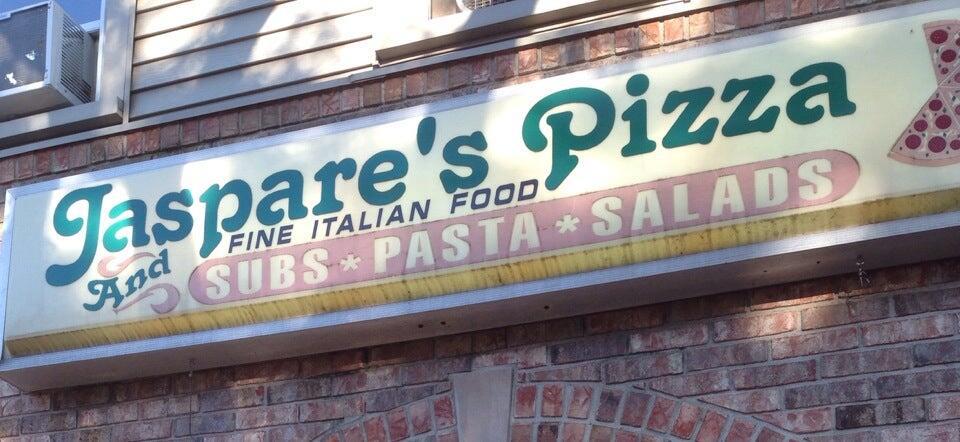 Jaspare's Pizza
And FINE ITALIAN FOOD
SUBS * PASTA * SALADS